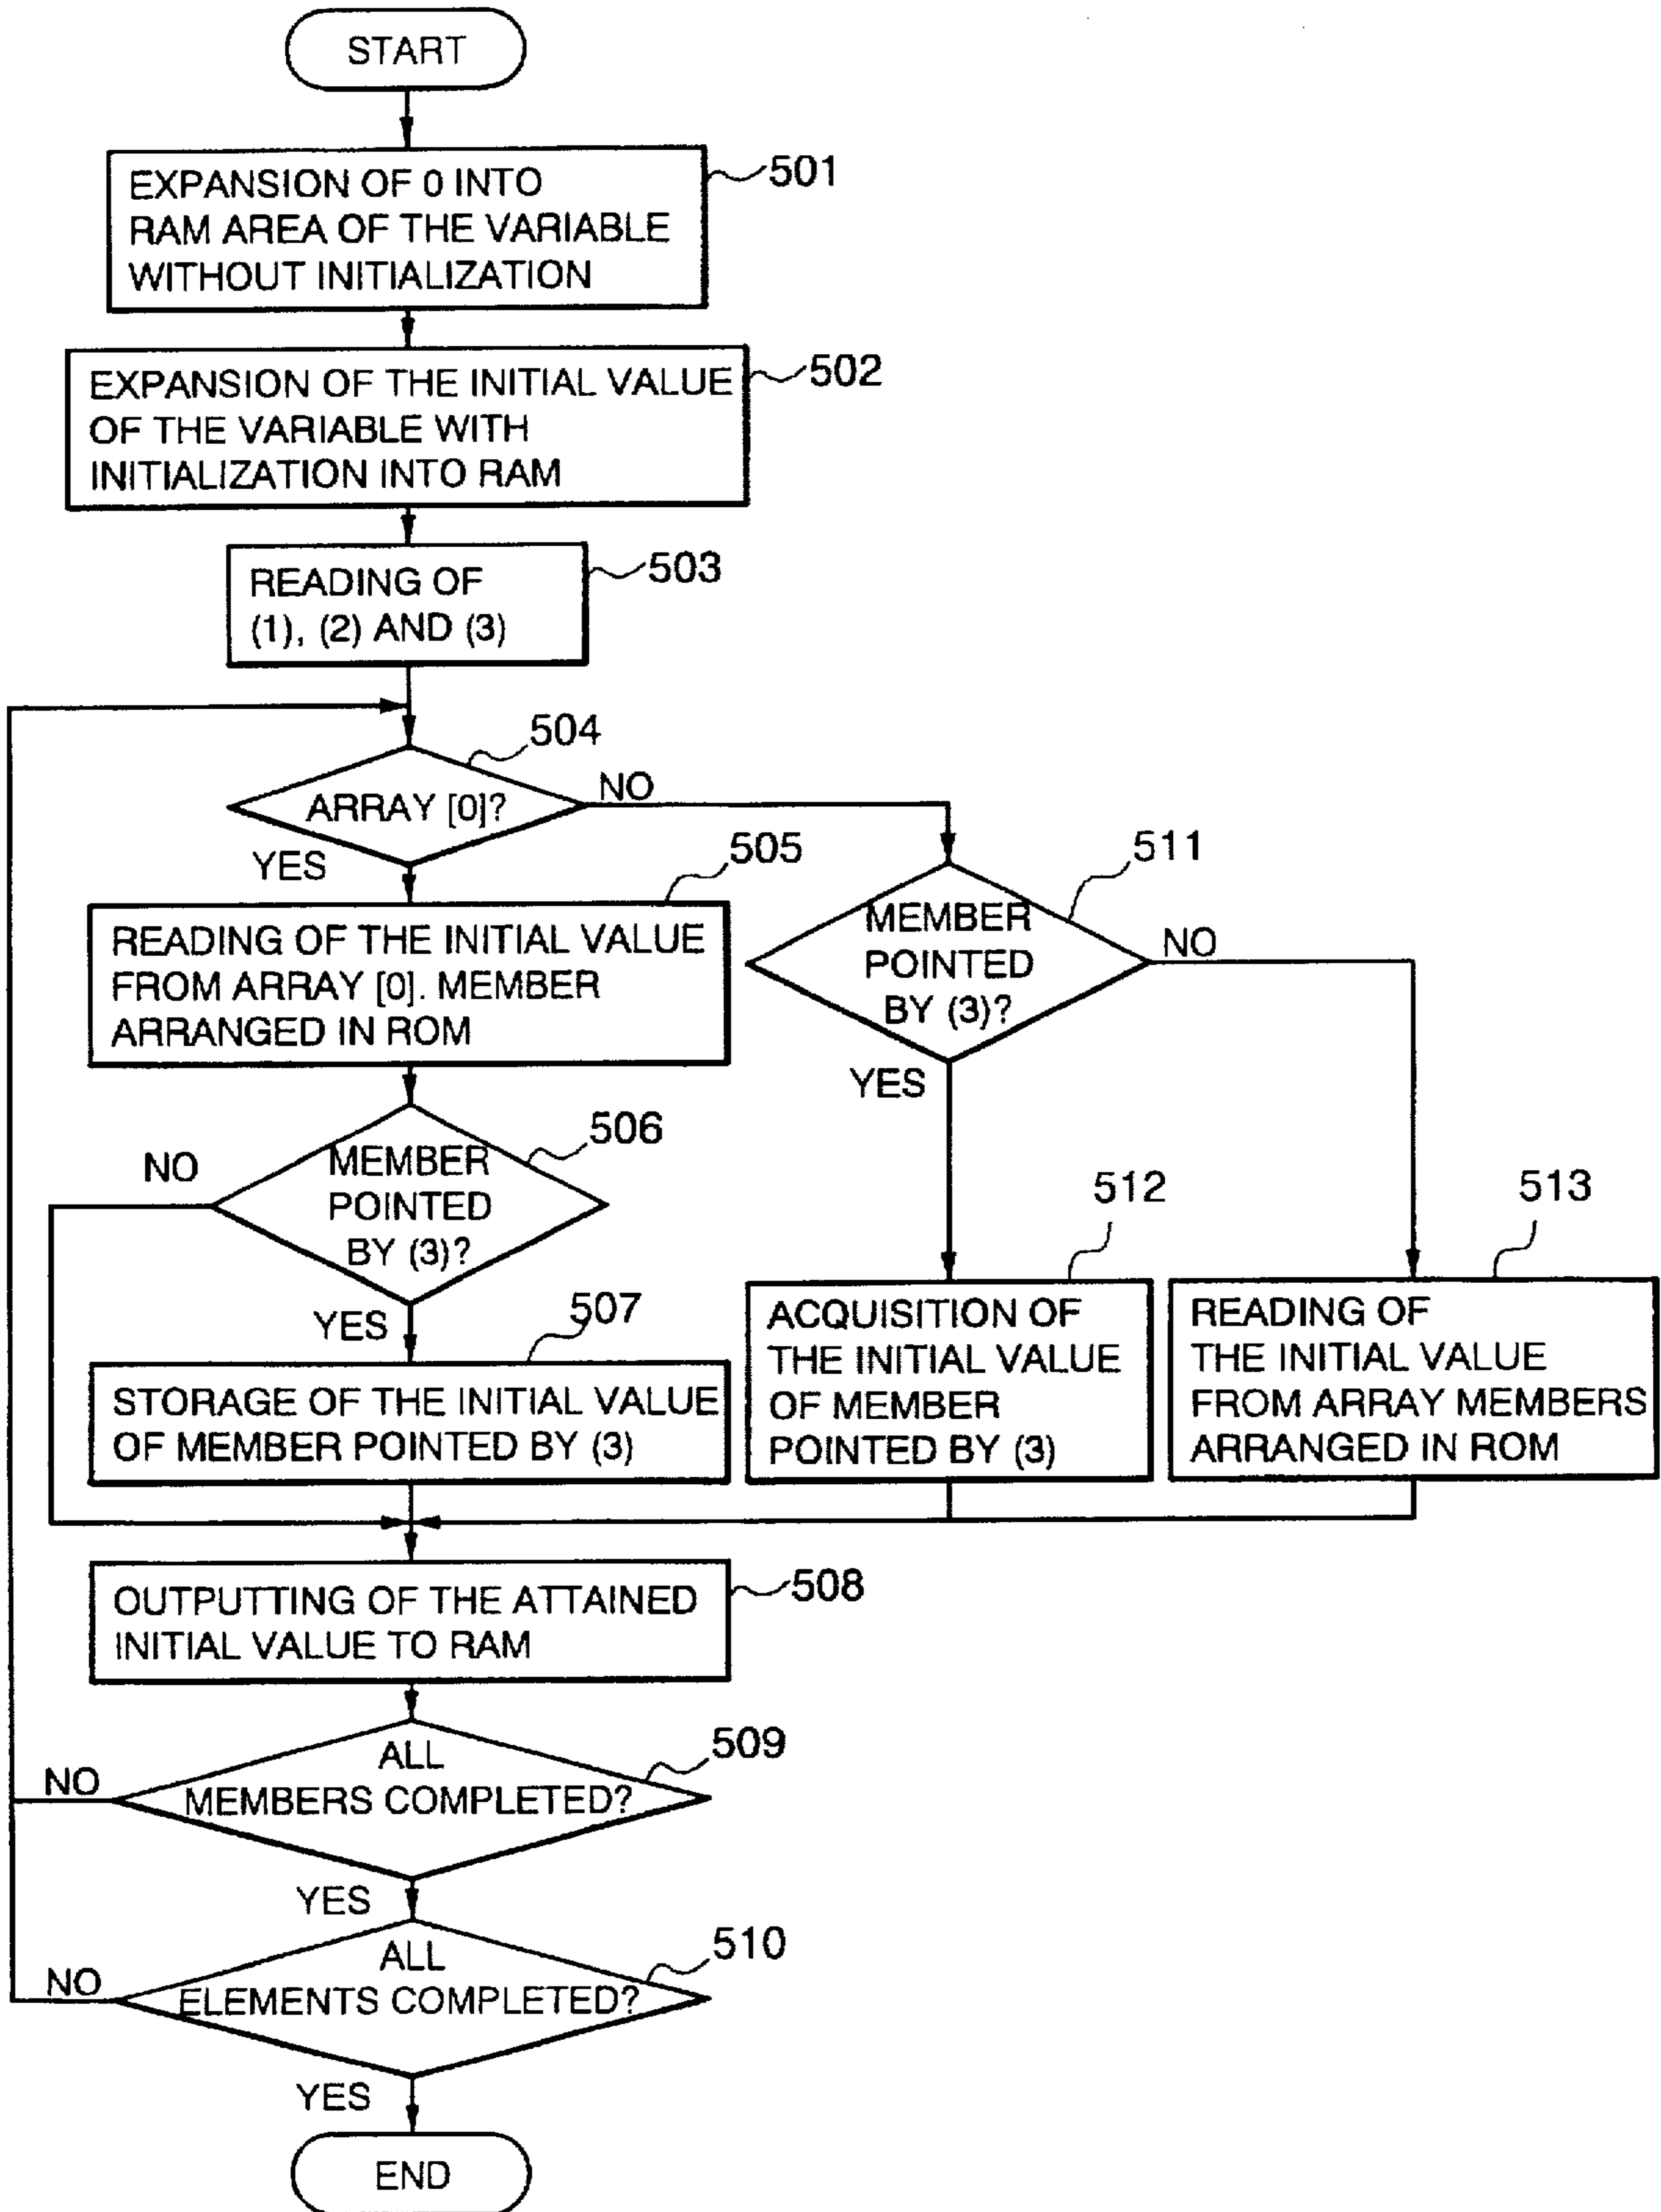 START
EXPANSION OF 0 INTO
RAM AREA OF THE VARIABLE
WITHOUT INITIALIZATION
501
EXPANSION OF THE INITIAL VALUE
OF THE VARIABLE WITH
INITIALIZATION INTO RAM
502
READING OF
(1), (2) AND (3)
503
504
ARRAY [0]?
NO
YES
505
READING OF THE INITIAL VALUE
FROM ARRAY [0]. MEMBER
ARRANGED IN ROM
511
MEMBER
POINTED
BY (3)?
NO
YES
506
NO
MEMBER
POINTED
BY (3)?
YES
507
STORAGE OF THE INITIAL VALUE
OF MEMBER POINTED BY (3)
512
ACQUISITION OF
THE INITIAL VALUE
OF MEMBER
POINTED BY (3)
513
READING OF
THE INITIAL VALUE
FROM ARRAY MEMBERS
ARRANGED IN ROM
OUTPUTTING OF THE ATTAINED
INITIAL VALUE TO RAM
508
ALL
MEMBERS COMPLETED?
509
NO
YES
ALL
ELEMENTS COMPLETED?
510
NO
YES
END